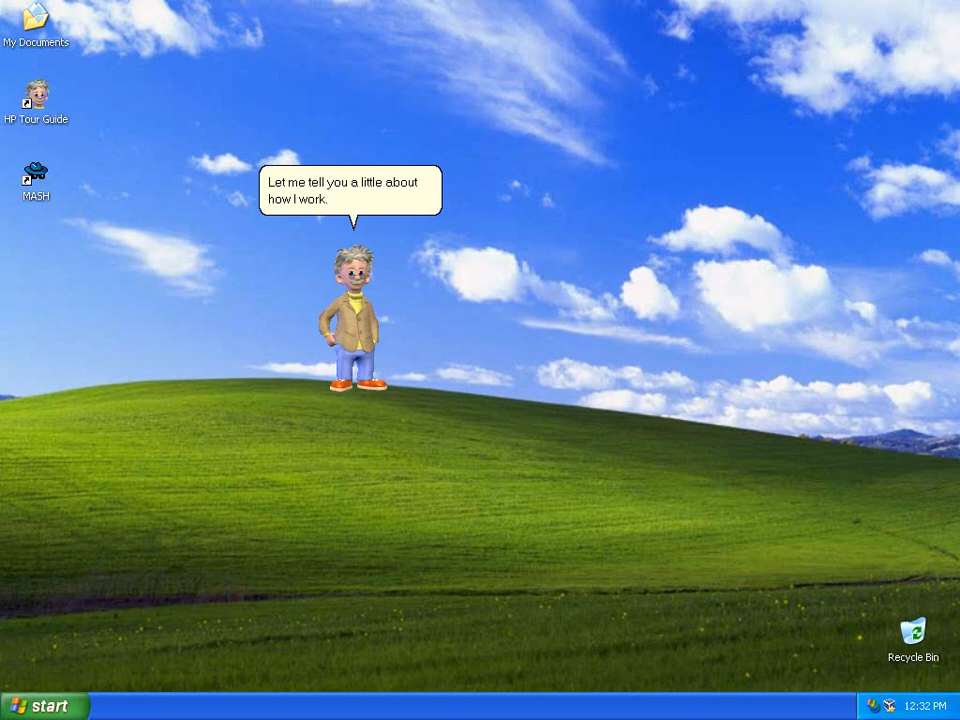 My Documents
HP Tour Guide
MASH
Let me tell you a little about
how I work.
Recycle Bin
start
12:32 PM